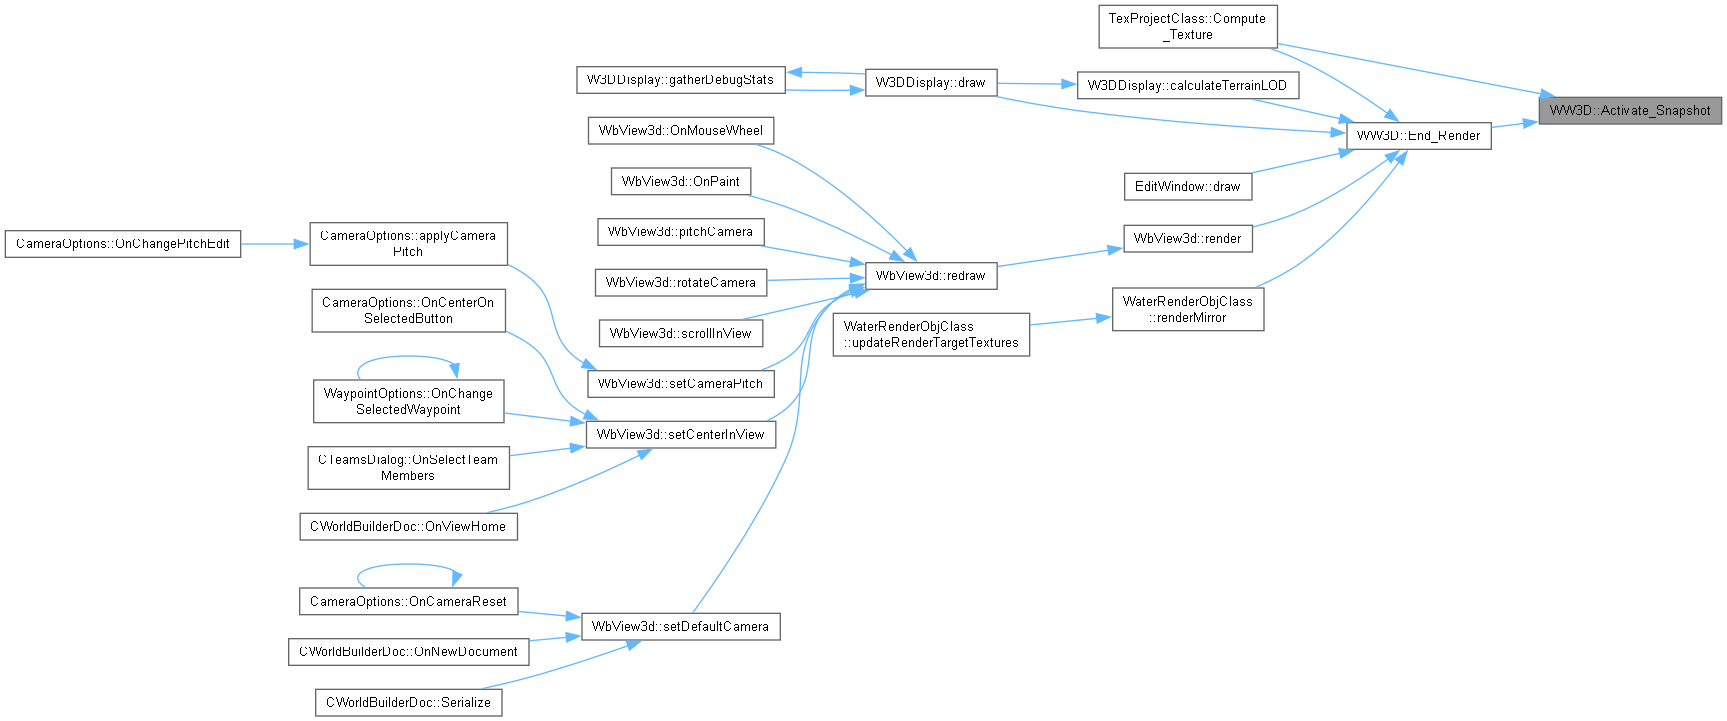 TexProjectClass::Compute
_Texture
W3DDisplay::gatherDebugStats
W3DDisplay::draw
W3DDisplay::calculateTerrainLOD
WW3D::Activate_Snapshot
WbView3d::OnMouseWheel
WW3D::End_Render
WbView3d::OnPaint
EditWindow::draw
WbView3d::pitchCamera
WbView3d::render
CameraOptions::OnChangePitchEdit
CameraOptions::applyCamera
Pitch
WbView3d::redraw
WbView3d::rotateCamera
CameraOptions::OnCenterOn
SelectedButton
WaterRenderObjClass
::renderMirror
WbView3d::scrollInView
WaterRenderObjClass
::updateRenderTargetTextures
WbView3d::setCameraPitch
WaypointOptions::OnChange
SelectedWaypoint
WbView3d::setCenterInView
CTeamsDialog::OnSelectTeam
Members
CWorldBuilderDoc::OnViewHome
CameraOptions::OnCameraReset
WbView3d::setDefaultCamera
CWorldBuilderDoc::OnNewDocument
CWorldBuilderDoc::Serialize